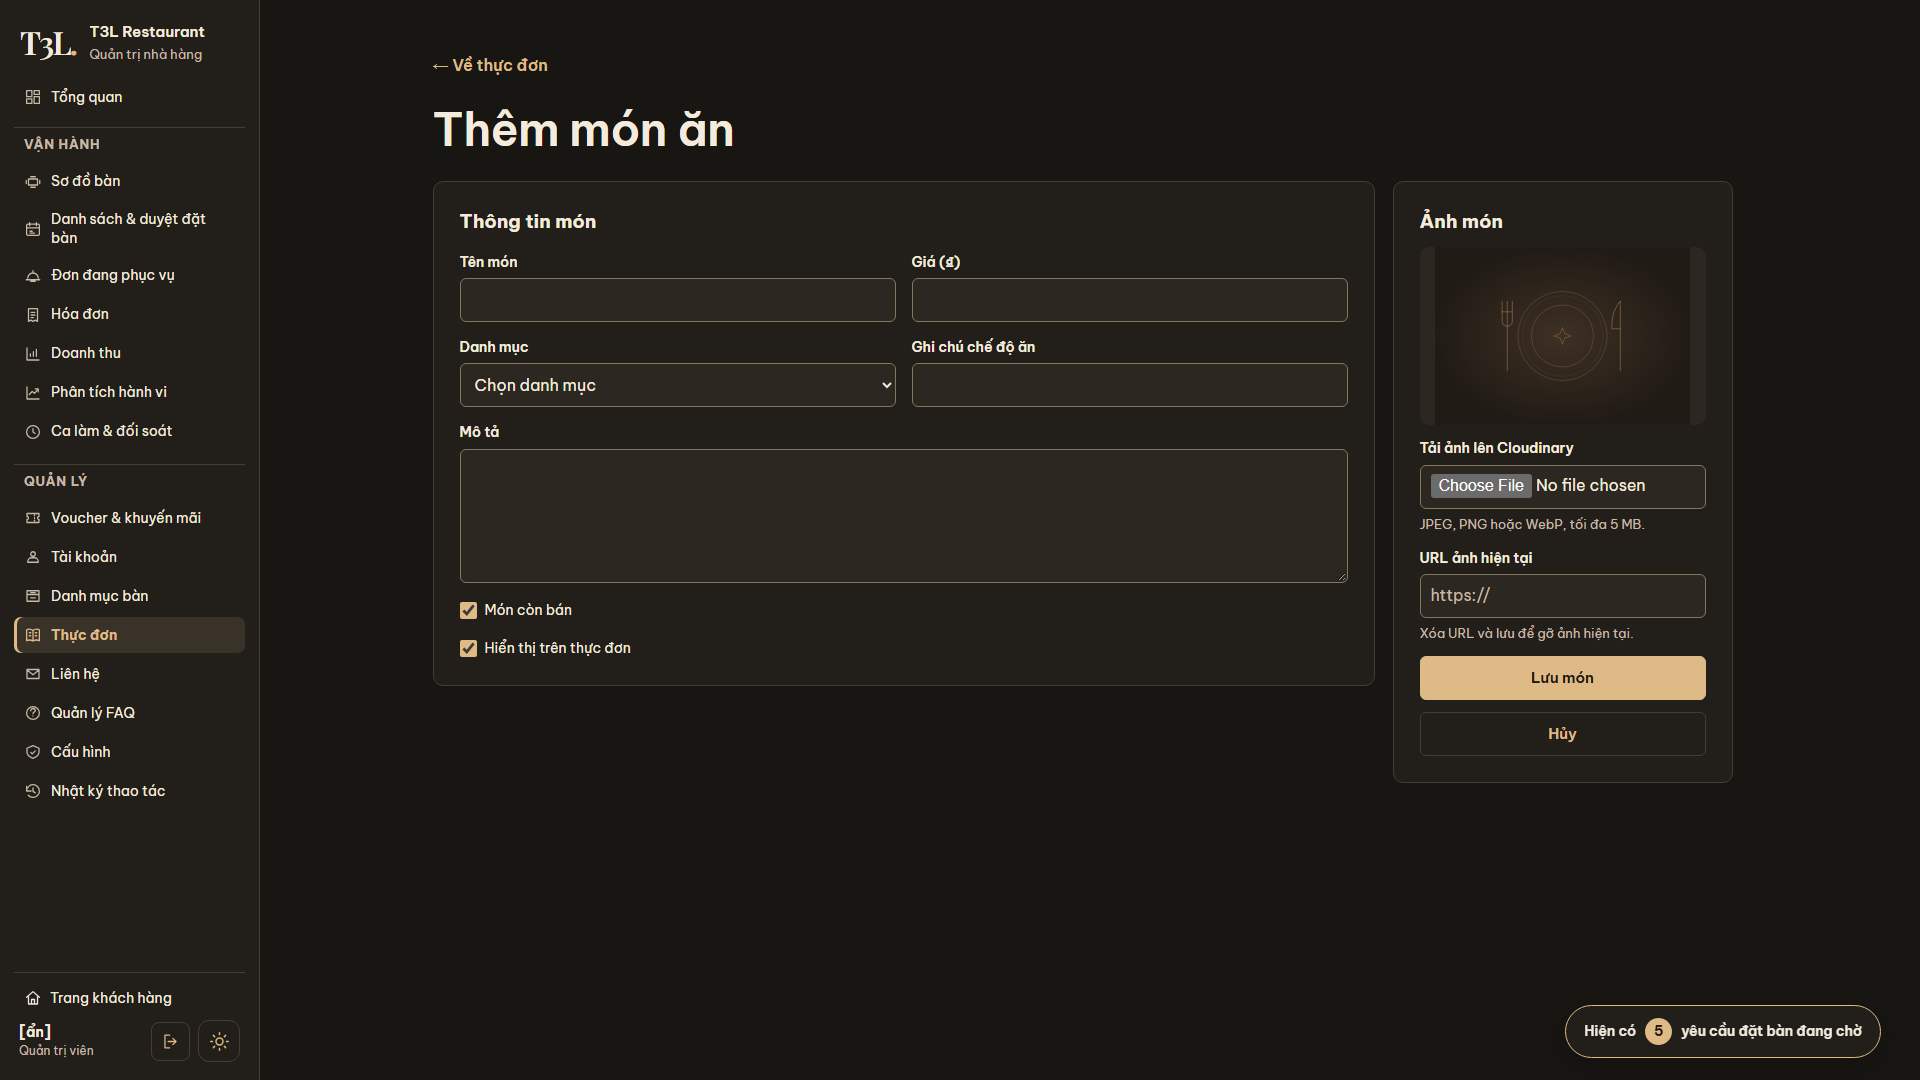 T3L.
T3L Restaurant
Quản trị nhà hàng
Tổng quan
VẬN HÀNH
Sơ đồ bàn
Danh sách & duyệt đặt
bàn
Đơn đang phục vụ
Hóa đơn
Doanh thu
Phân tích hành vi
Ca làm & đối soát
QUẢN LÝ
Voucher & khuyến mãi
Tài khoản
Danh mục bàn
Thực đơn
Liên hệ
Quản lý FAQ
Cấu hình
Nhật ký thao tác
Trang khách hàng
[ẩn]
Quản trị viên
← Về thực đơn
Thêm món ăn
Thông tin món
Tên món
Giá (₫)
Danh mục
Ghi chú chế độ ăn
Chọn danh mục
Mô tả
Món còn bán
Hiển thị trên thực đơn
Ảnh món
Tải ảnh lên Cloudinary
Choose File No file chosen
JPEG, PNG hoặc WebP, tối đa 5 MB.
URL ảnh hiện tại
https://
Xóa URL và lưu để gỡ ảnh hiện tại.
Lưu món
Hủy
Hiện có 5 yêu cầu đặt bàn đang chờ